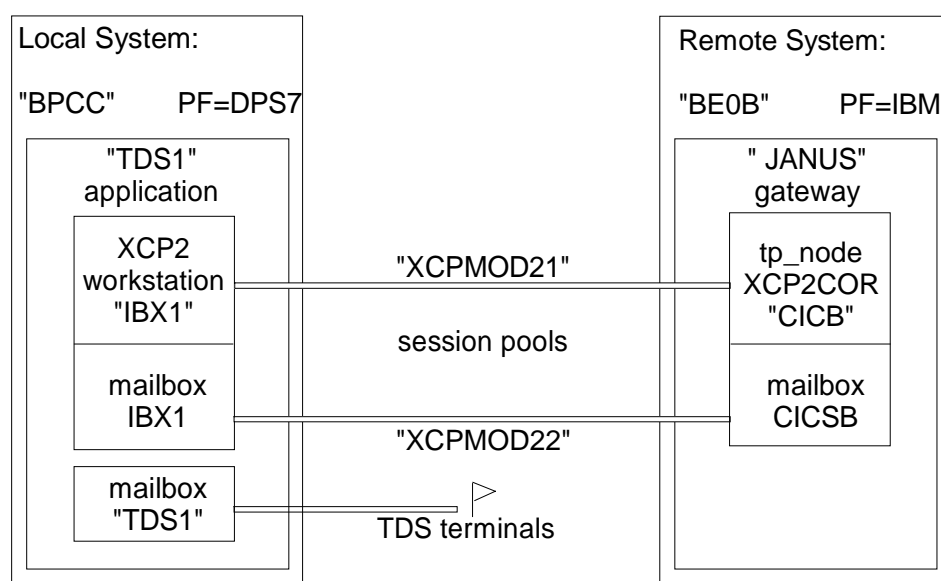 Local System:
"BPCC" PF=DPS7
"TDS1"
application
XCP2
workstation
"IBX1"
mailbox
IBX1
mailbox
"TDS1"
"XCPMOD21"
session pools
"XCPMOD22"
TDS terminals
Remote System:
"BE0B" PF=IBM
" JANUS"
gateway
tp_node
XCP2COR
"CICB"
mailbox
CICSB